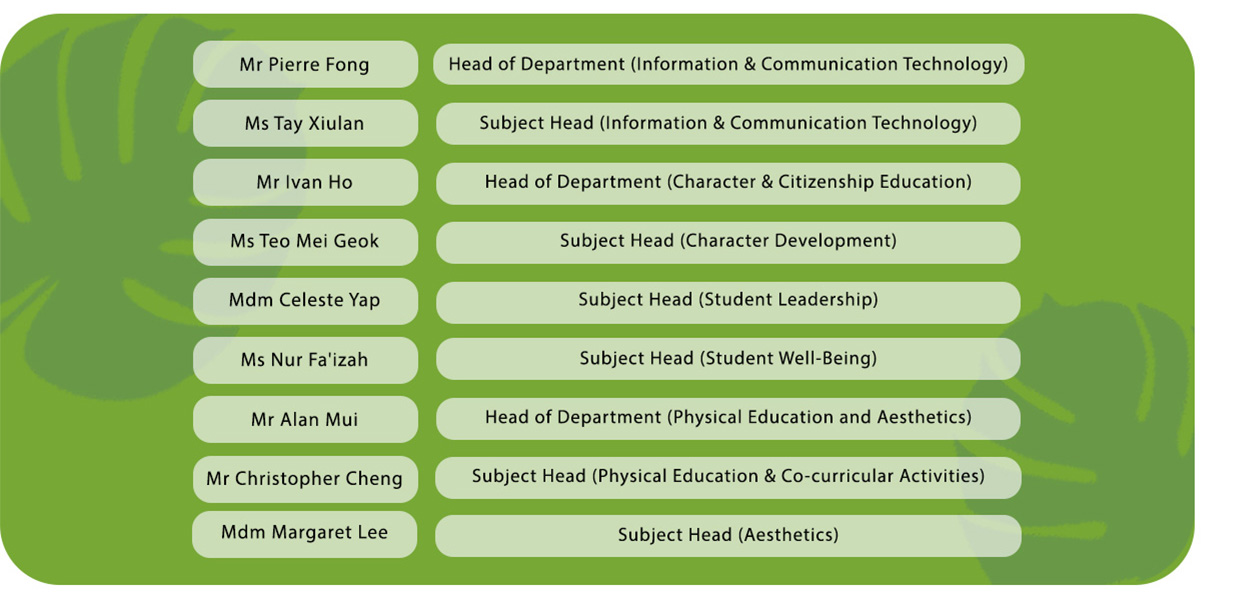 Mr Pierre Fong Head of Department (Information & Communication Technology)
Ms Tay Xiulan Subject Head (Information & Communication Technology)
Mr Ivan Ho Head of Department (Character & Citizenship Education)
Ms Teo Mei Geok Subject Head (Character Development)
Mdm Celeste Yap Subject Head (Student Leadership)
Ms Nur Fa'izah Subject Head (Student Well-Being)
Mr Alan Mui Head of Department (Physical Education and Aesthetics)
Mr Christopher Cheng Subject Head (Physical Education & Co-curricular Activities)
Mdm Margaret Lee Subject Head (Aesthetics)